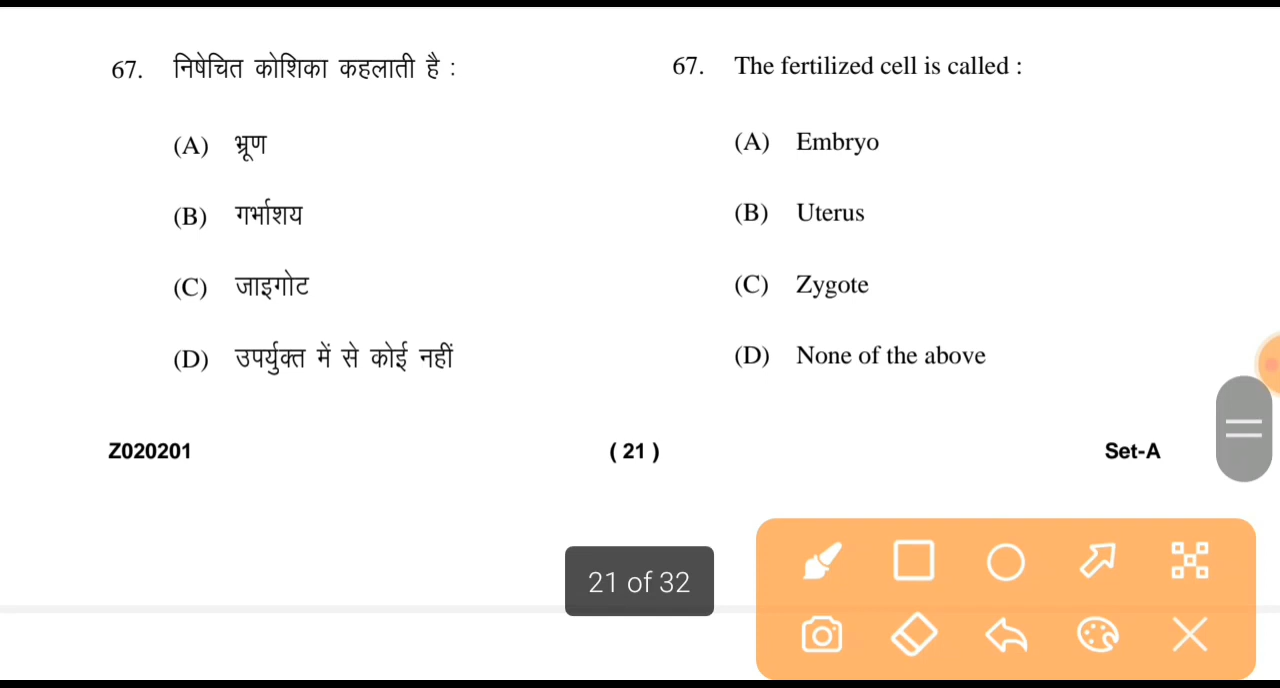 67. निषेचित कोशिका कहलाती है :
(A) भ्रूण
(B) गर्भाशय
(C) जाइगोट
(D) उपर्युक्त में से कोई नहीं
67. The fertilized cell is called :
(A) Embryo
(B) Uterus
(C) Zygote
(D) None of the above
Z020201 ( 21 ) Set-A
21 of 32